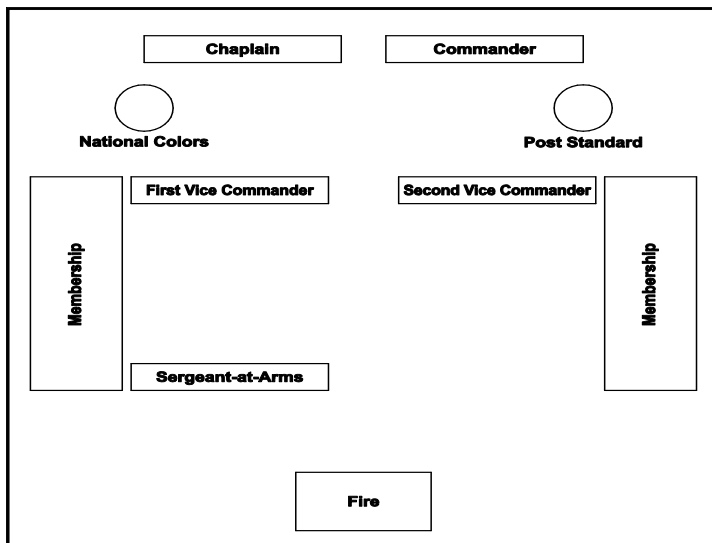 Chaplain
Commander
National Colors
Post Standard
First Vice Commander
Second Vice Commander
Membership
Membership
Sergeant-at-Arms
Fire